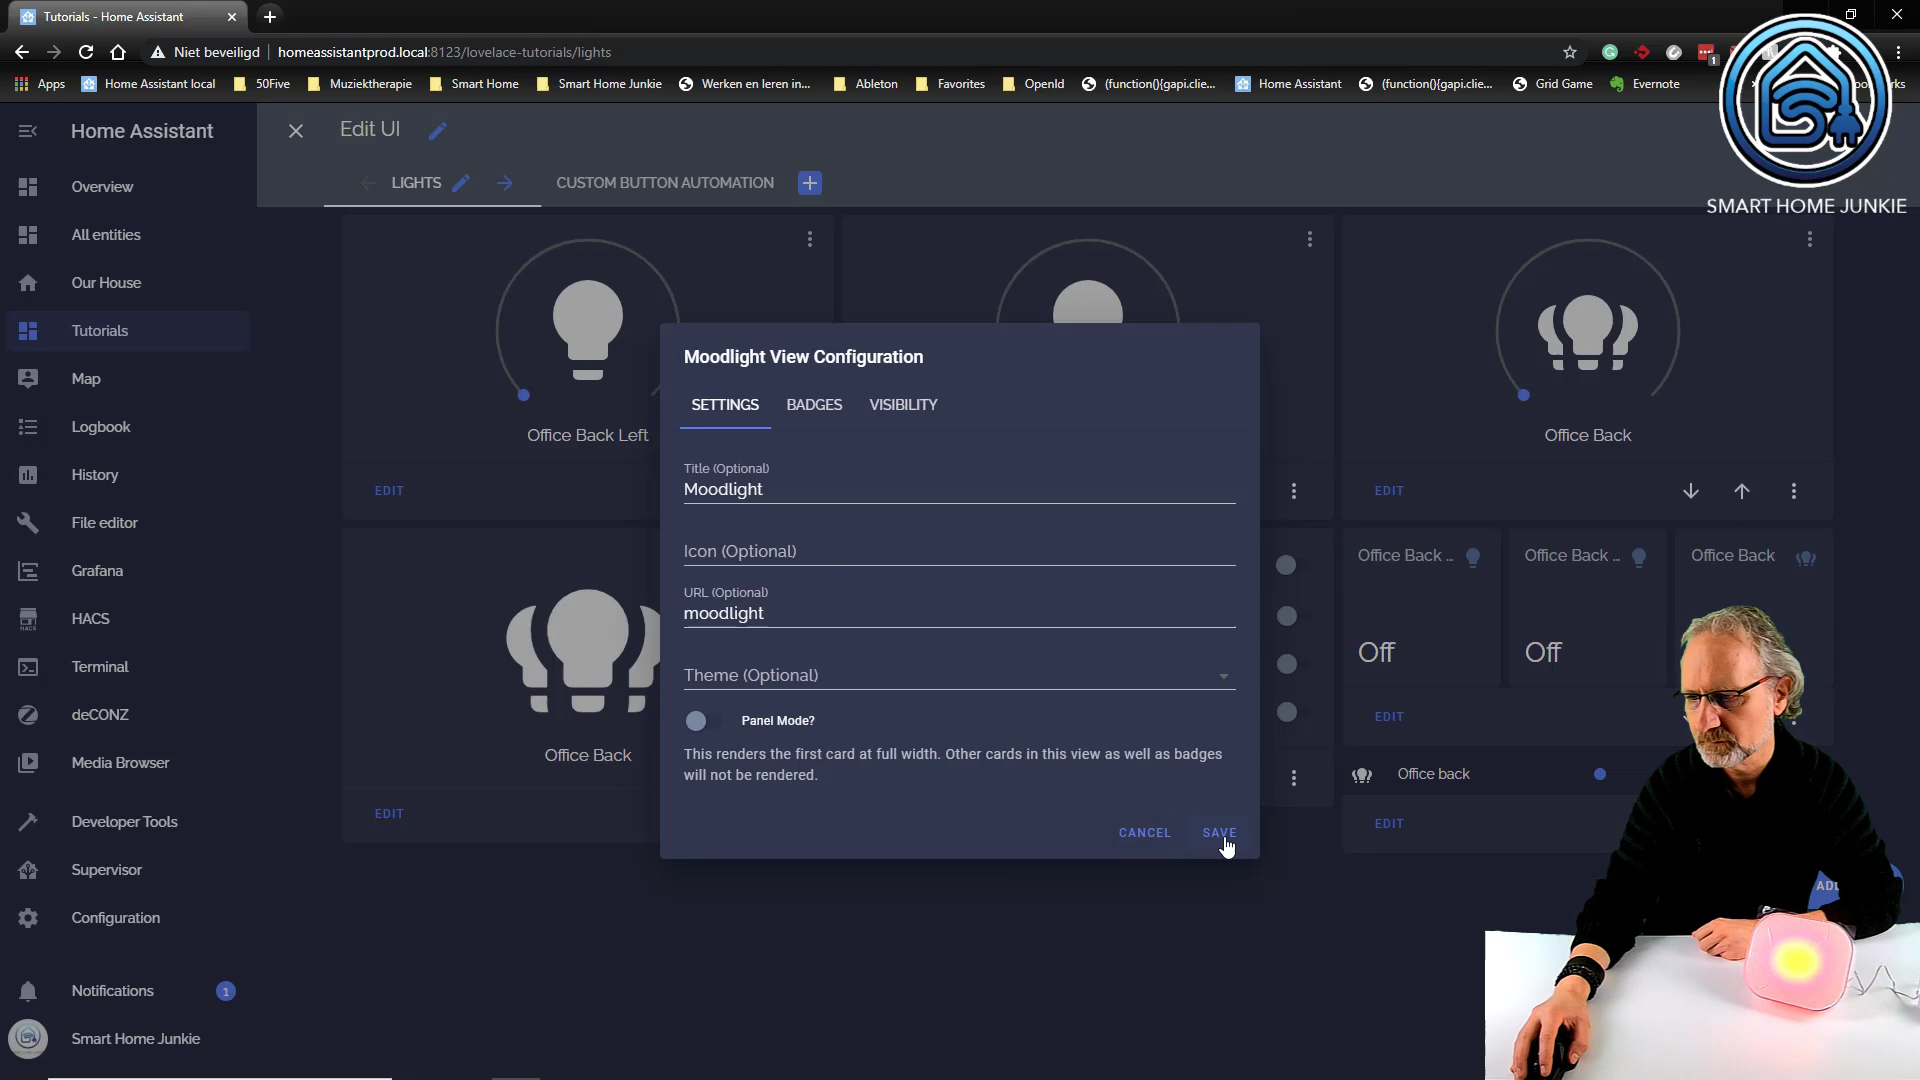 Tutorials - Home Assistant
Niet beveiligd
homeassistantprod.local:8123/lovelace-tutorials/lights
1
Apps
Home Assistant local
50Five
Muziektherapie
Smart Home
Smart Home Junkie
Werken en leren in...
Ableton
Favorites
OpenId
(function(){gapi.clie...
Home Assistant
(function(){gapi.clie...
Grid Game
Evernote
SMART HOME JUNKIE
Home Assistant
Edit UI
Overview
LIGHTS
CUSTOM BUTTON AUTOMATION
All entities
Our House
Tutorials
Map
Logbook
History
File editor
Grafana
HACS
HACS
Terminal
deCONZ
Media Browser
Developer Tools
Supervisor
Configuration
Notifications
1
Smart Home Junkie
Office Back Left
EDIT
Office Back
EDIT
Office Back
EDIT
Moodlight View Configuration
SETTINGS
BADGES
VISIBILITY
Title (Optional)
Moodlight
Icon (Optional)
URL (Optional)
moodlight
Theme (Optional)
Panel Mode?
This renders the first card at full width. Other cards in this view as well as badges
will not be rendered.
CANCEL
SAVE
Office Back ...
Office Back ...
Office Back
Off
Off
EDIT
Office back
EDIT